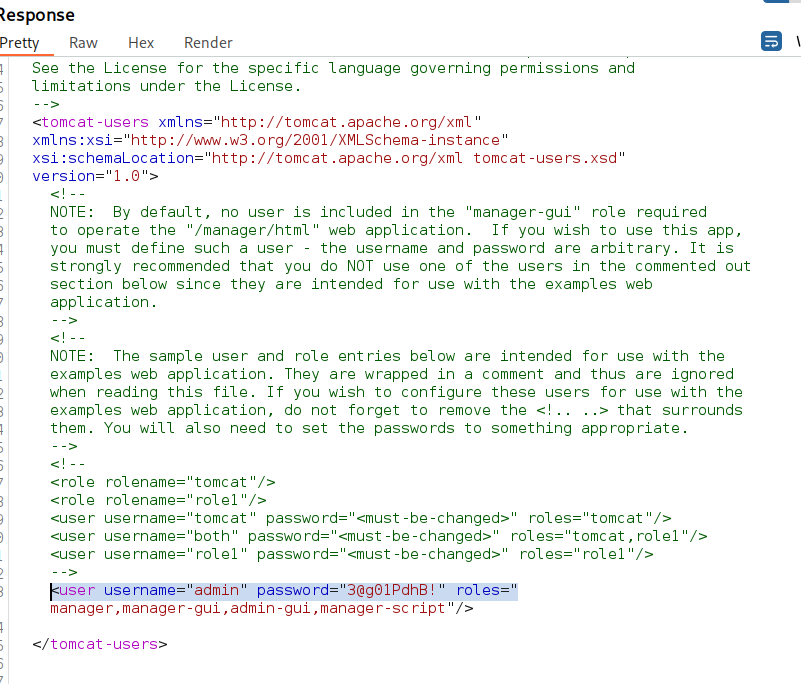 Response
Pretty Raw Hex Render
See the License for the specific language governing permissions and
limitations under the License.
-->
<tomcat-users xmlns="http://tomcat.apache.org/xml"
xmlns:xsi="http://www.w3.org/2001/XMLSchema-instance"
xsi:schemaLocation="http://tomcat.apache.org/xml tomcat-users.xsd"
version="1.0">
<!--
NOTE:  By default, no user is included in the "manager-gui" role required
to operate the "/manager/html" web application.  If you wish to use this app,
you must define such a user - the username and password are arbitrary. It is
strongly recommended that you do NOT use one of the users in the commented out
section below since they are intended for use with the examples web
application.
-->
<!--
NOTE:  The sample user and role entries below are intended for use with the
examples web application. They are wrapped in a comment and thus are ignored
when reading this file. If you wish to configure these users for use with the
examples web application, do not forget to remove the <!.. ..> that surrounds
them. You will also need to set the passwords to something appropriate.
-->
<!--
<role rolename="tomcat"/>
<role rolename="role1"/>
<user username="tomcat" password="<must-be-changed>" roles="tomcat"/>
<user username="both" password="<must-be-changed>" roles="tomcat,role1"/>
<user username="role1" password="<must-be-changed>" roles="role1"/>
-->
<user username="admin" password="3@g01PdhB!" roles="
manager,manager-gui,admin-gui,manager-script"/>
</tomcat-users>